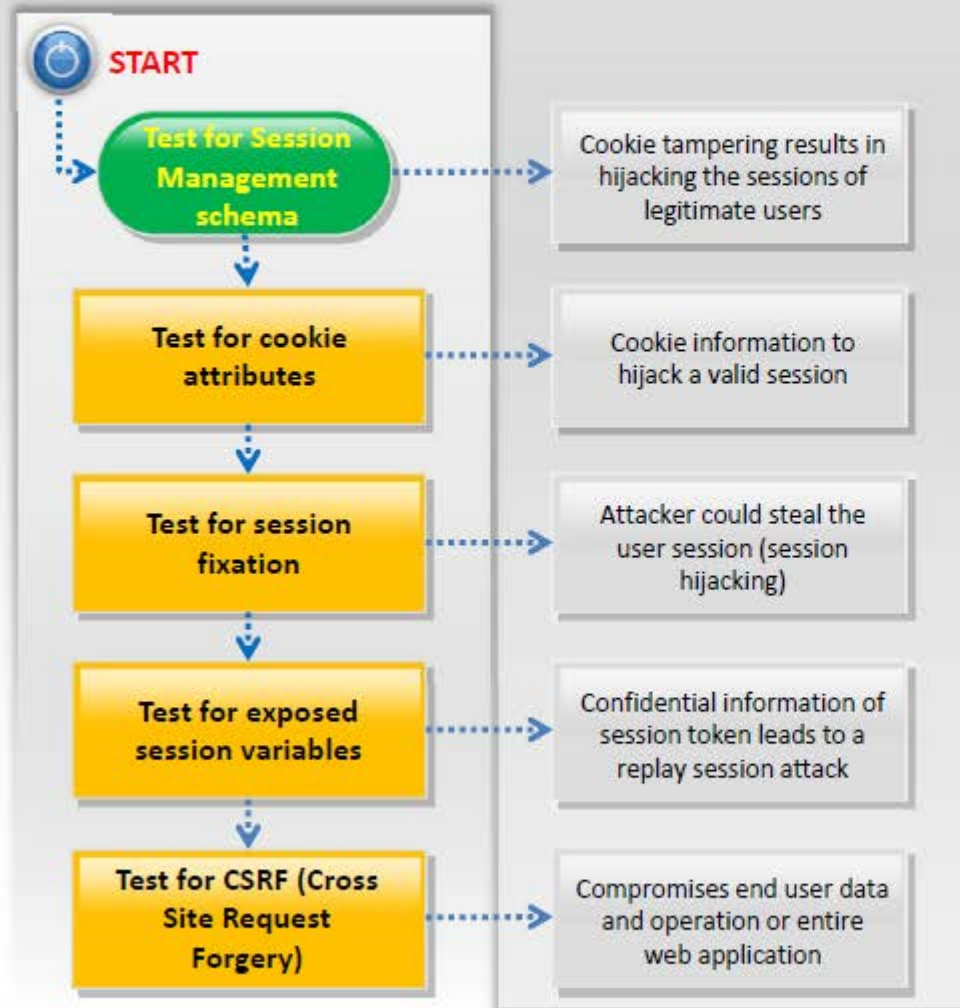 START
Test for Session
Management
schema
Cookie tampering results in
hijacking the sessions of
legitimate users
Test for cookie
attributes
Cookie information to
hijack a valid session
Test for session
fixation
Attacker could steal the
user session (session
hijacking)
Test for exposed
session variables
Confidential information of
session token leads to a
replay session attack
Test for CSRF (Cross
Site Request
Forgery)
Compromises end user data
and operation or entire
web application